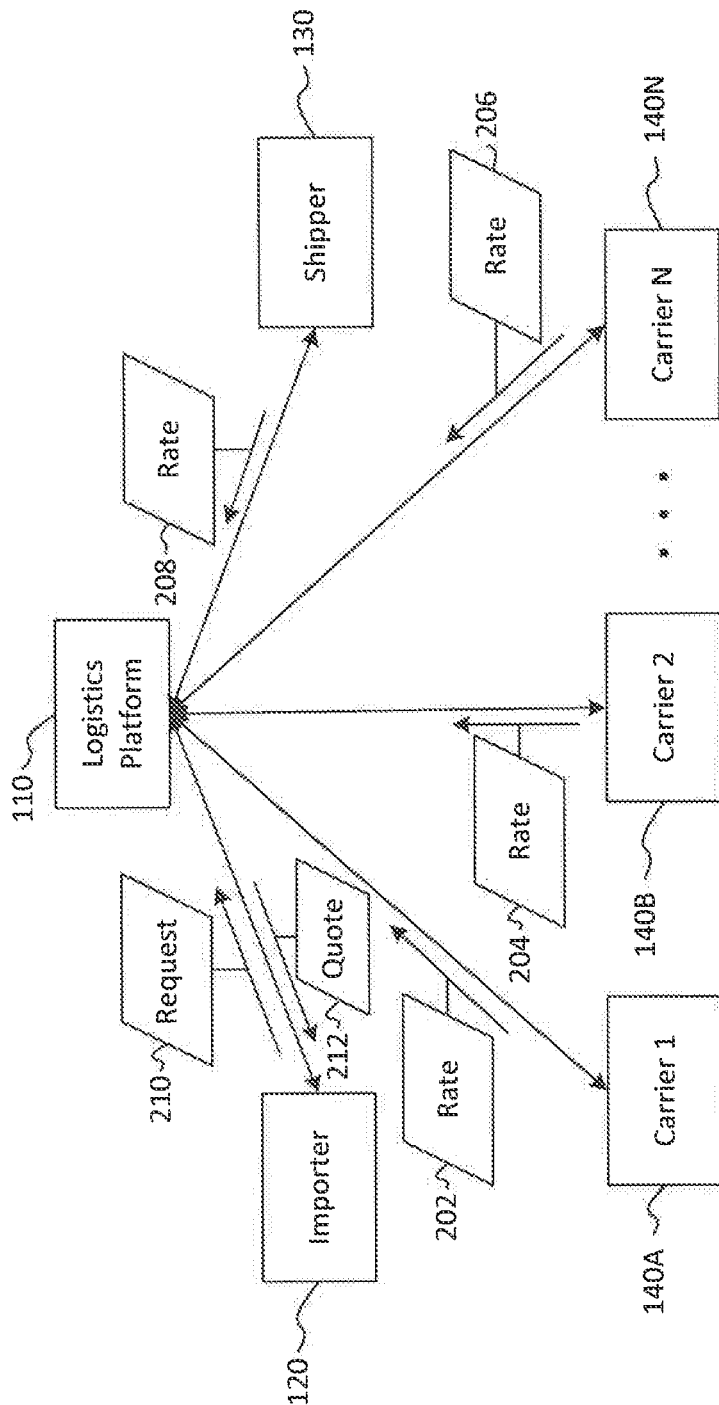 110
Logistics
Platform
210
Request
208
Rate
130
Shipper
120
Importer
212
Quote
202
Rate
204
Rate
206
Rate
140A
Carrier 1
140B
Carrier 2
140N
Carrier N